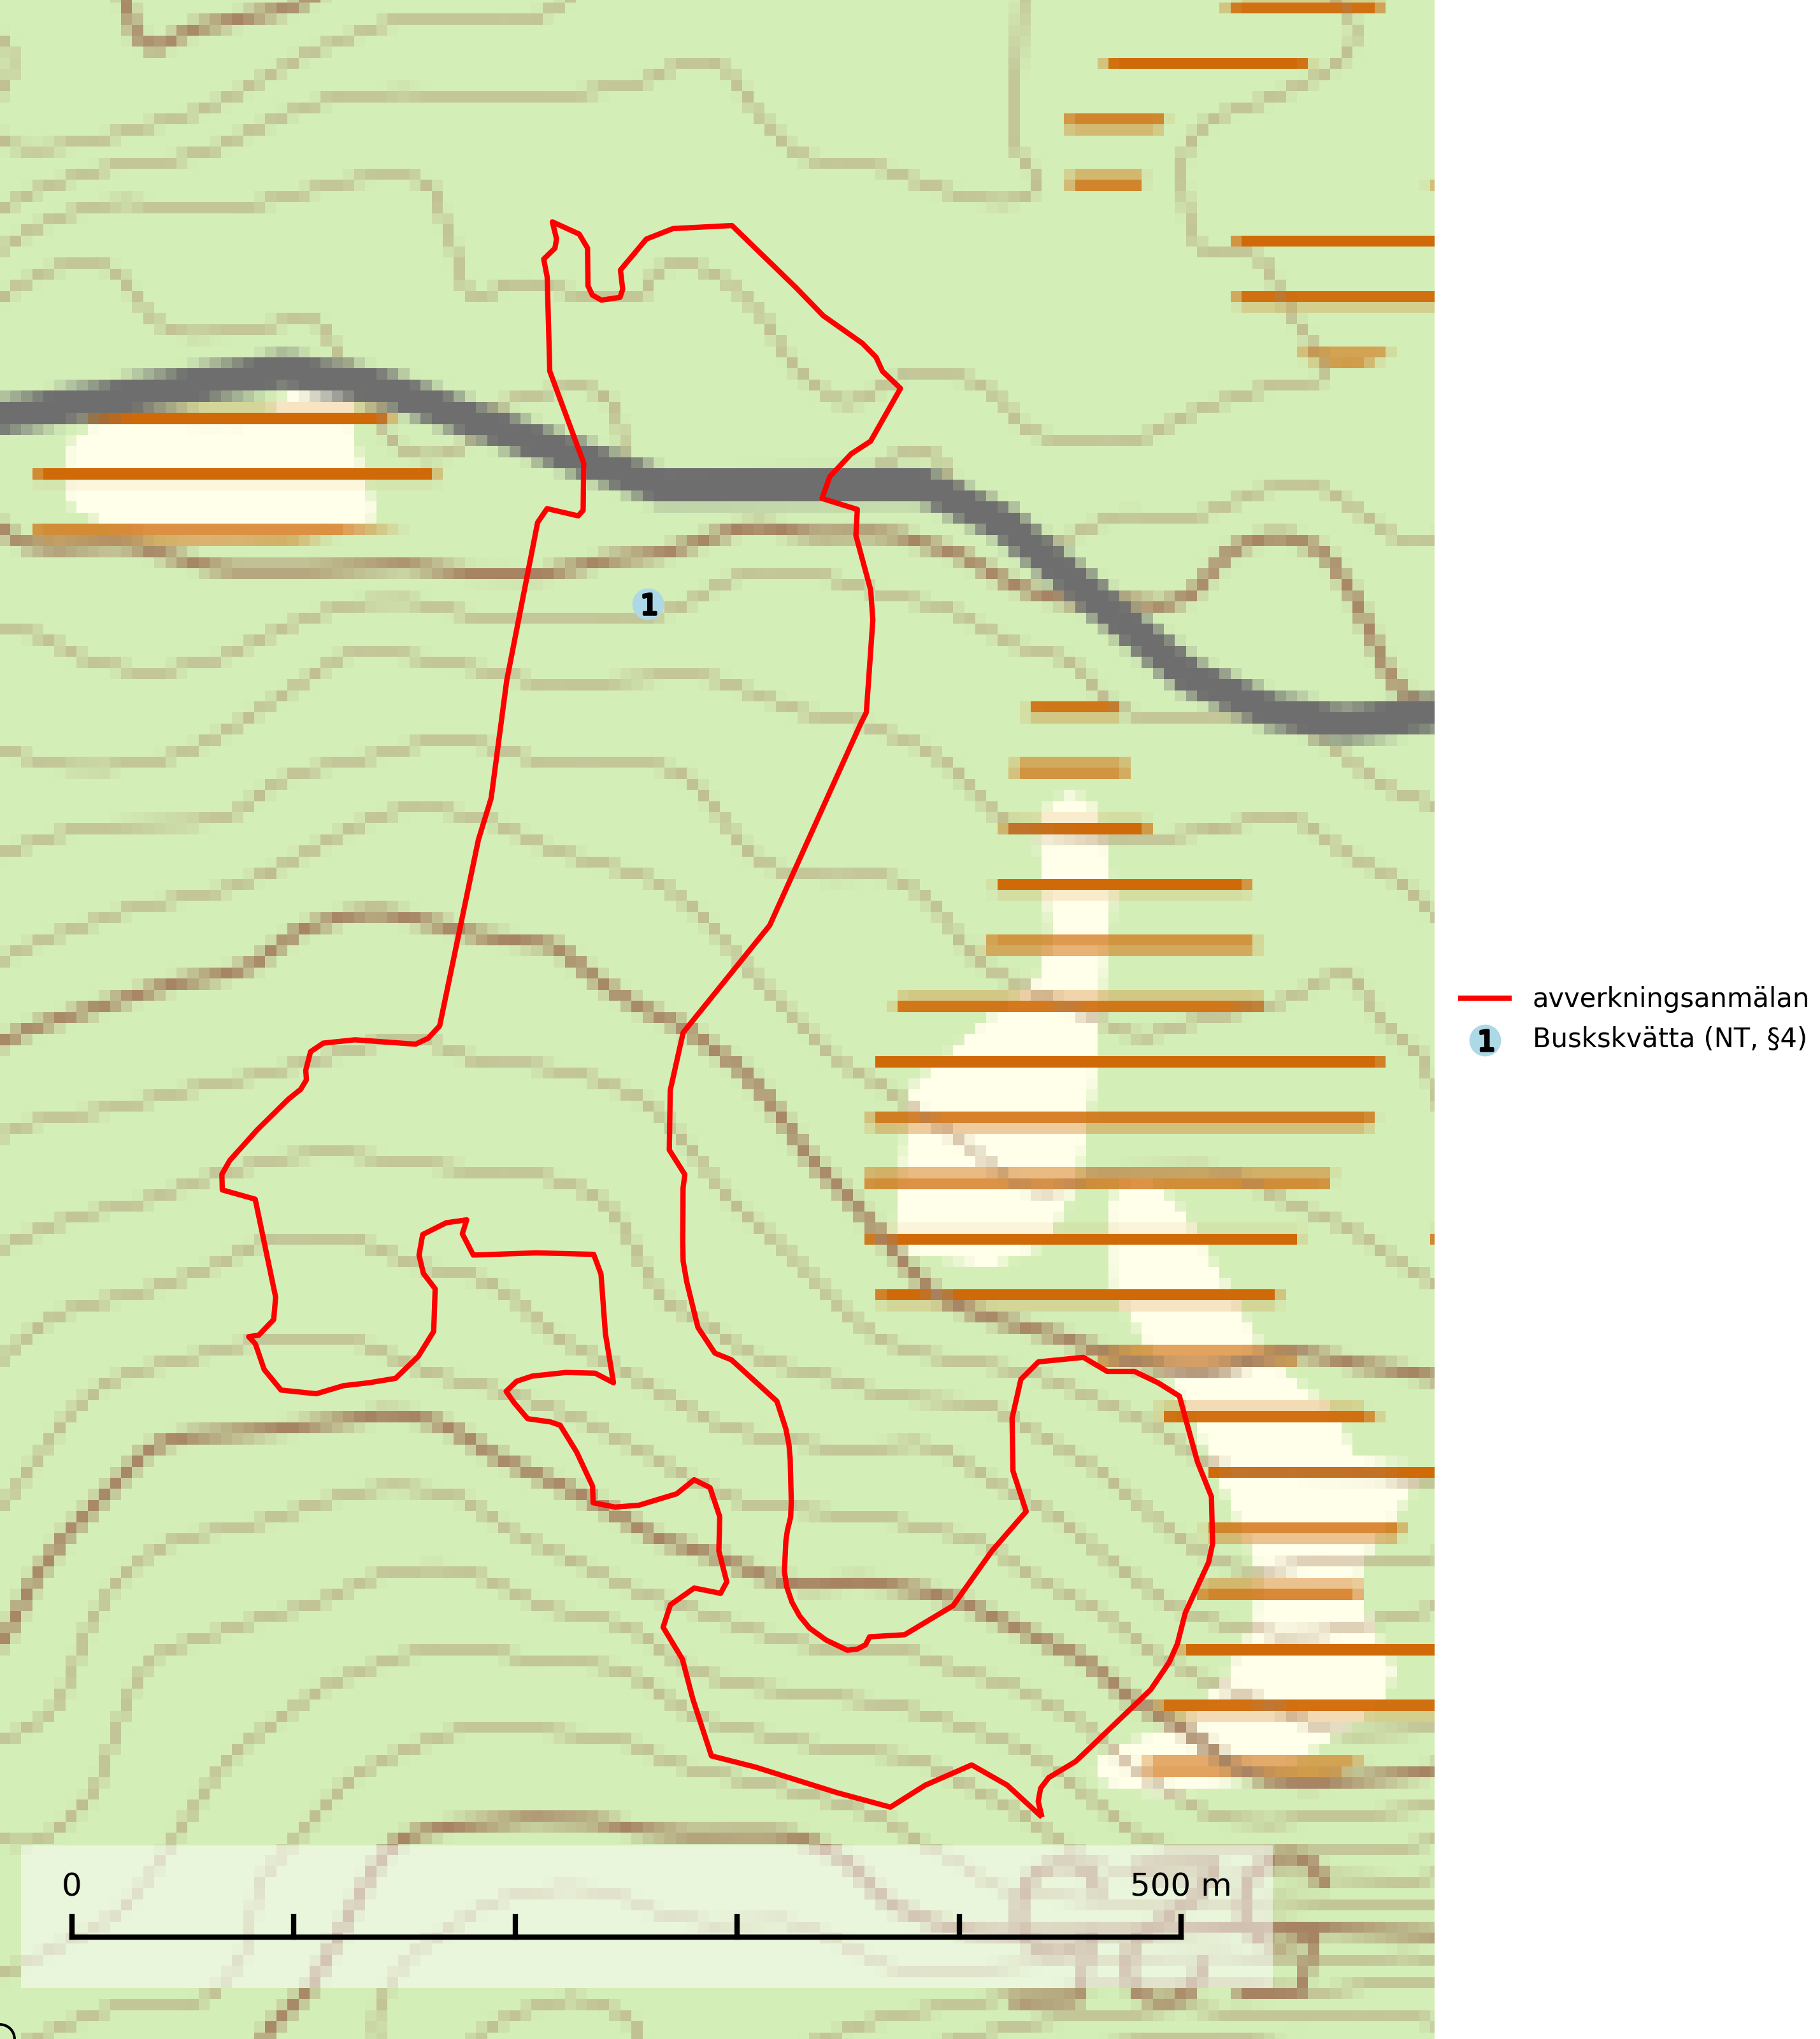 1
avverkningsanmälan
1 Buskskvätta (NT, §4)
0 500 m